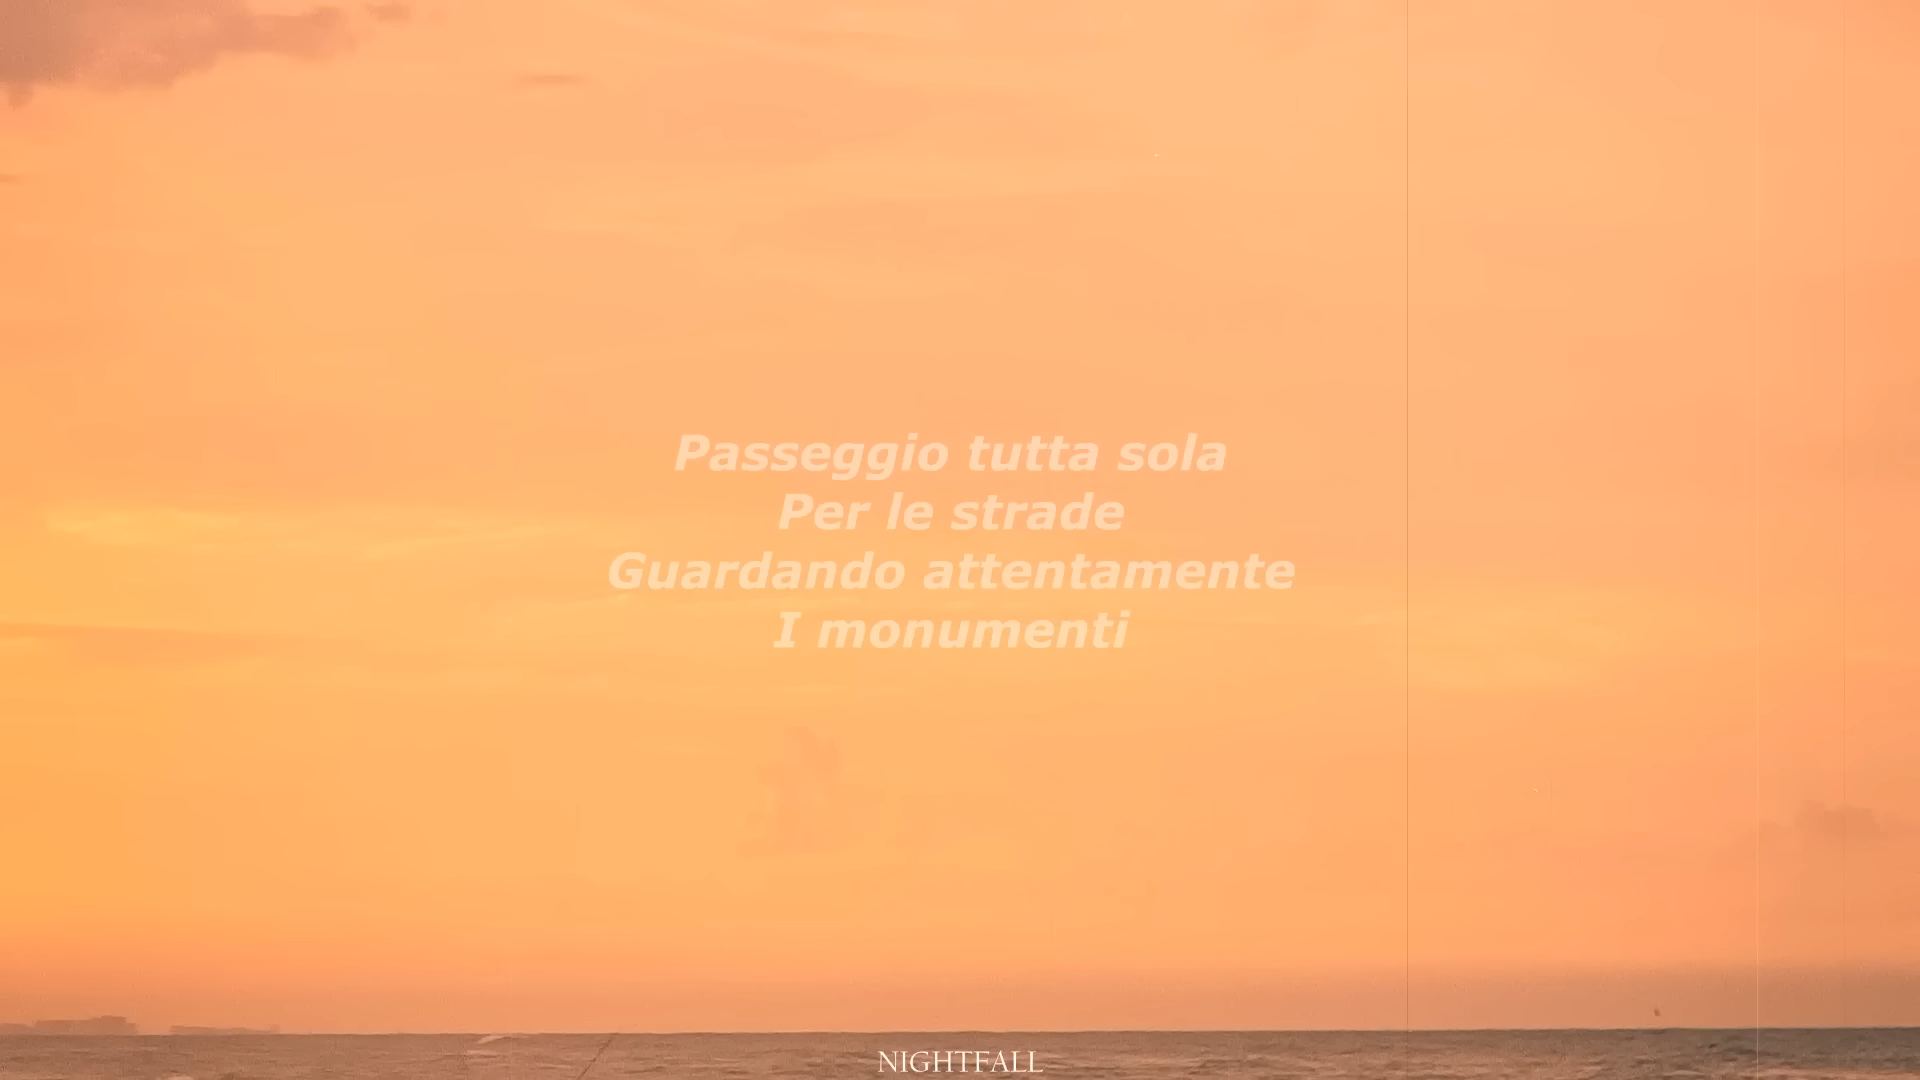 Passeggio tutta sola
Per le strade
Guardando attentamente
I monumenti
NIGHTFALL